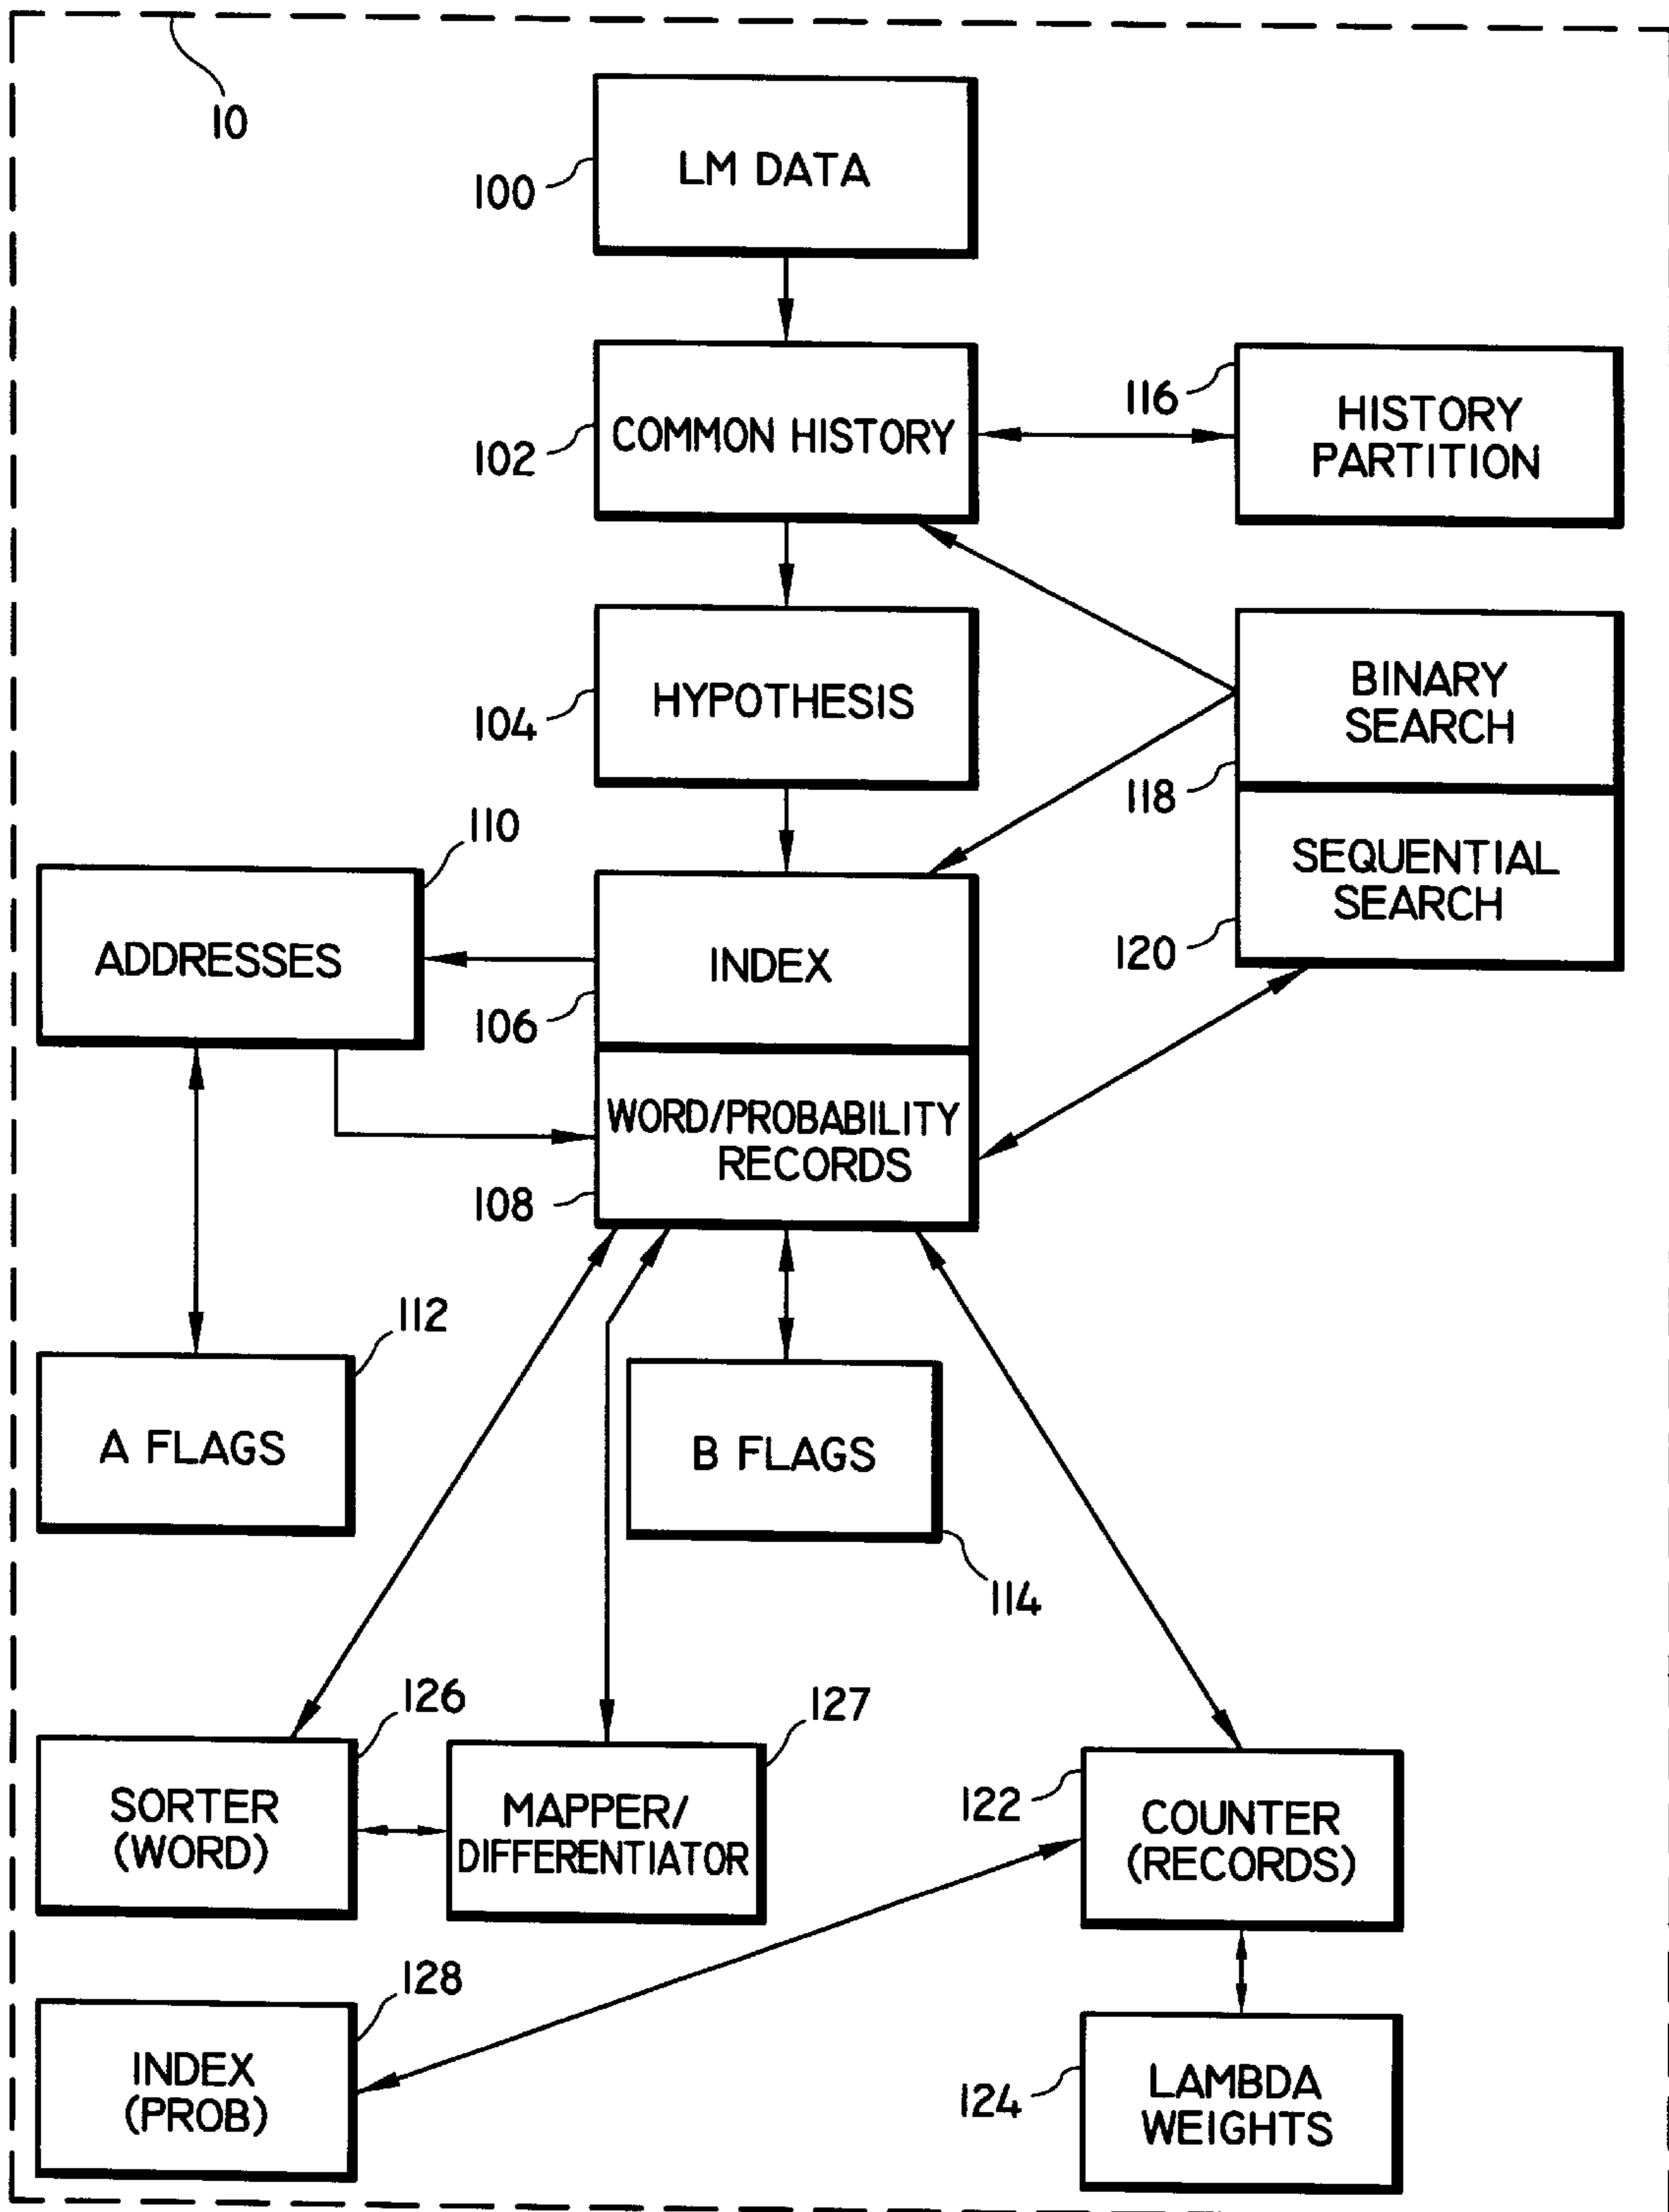 10
LM DATA
100
COMMON HISTORY
102
116
HISTORY
PARTITION
HYPOTHESIS
104
BINARY
SEARCH
118
SEQUENTIAL
SEARCH
120
110
ADDRESSES
INDEX
106
WORD/PROBABILITY
RECORDS
108
112
A FLAGS
B FLAGS
114
126
SORTER
(WORD)
127
MAPPER/
DIFFERENTIATOR
122
COUNTER
(RECORDS)
128
INDEX
(PROB)
124
LAMBDA
WEIGHTS